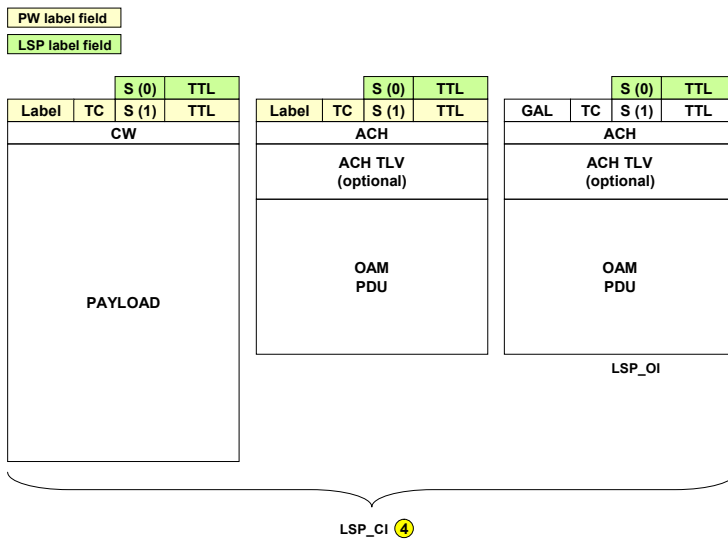 PW label field
LSP label field
S (0) TTL S (0) TTL S (0) TTL
Label TC S (1) TTL Label TC S (1) TTL GAL TC S (1) TTL
CW ACH ACH
ACH TLV
(optional)
ACH TLV
(optional)
PAYLOAD
OAM
PDU
OAM
PDU
LSP_OI
LSP_CI 4